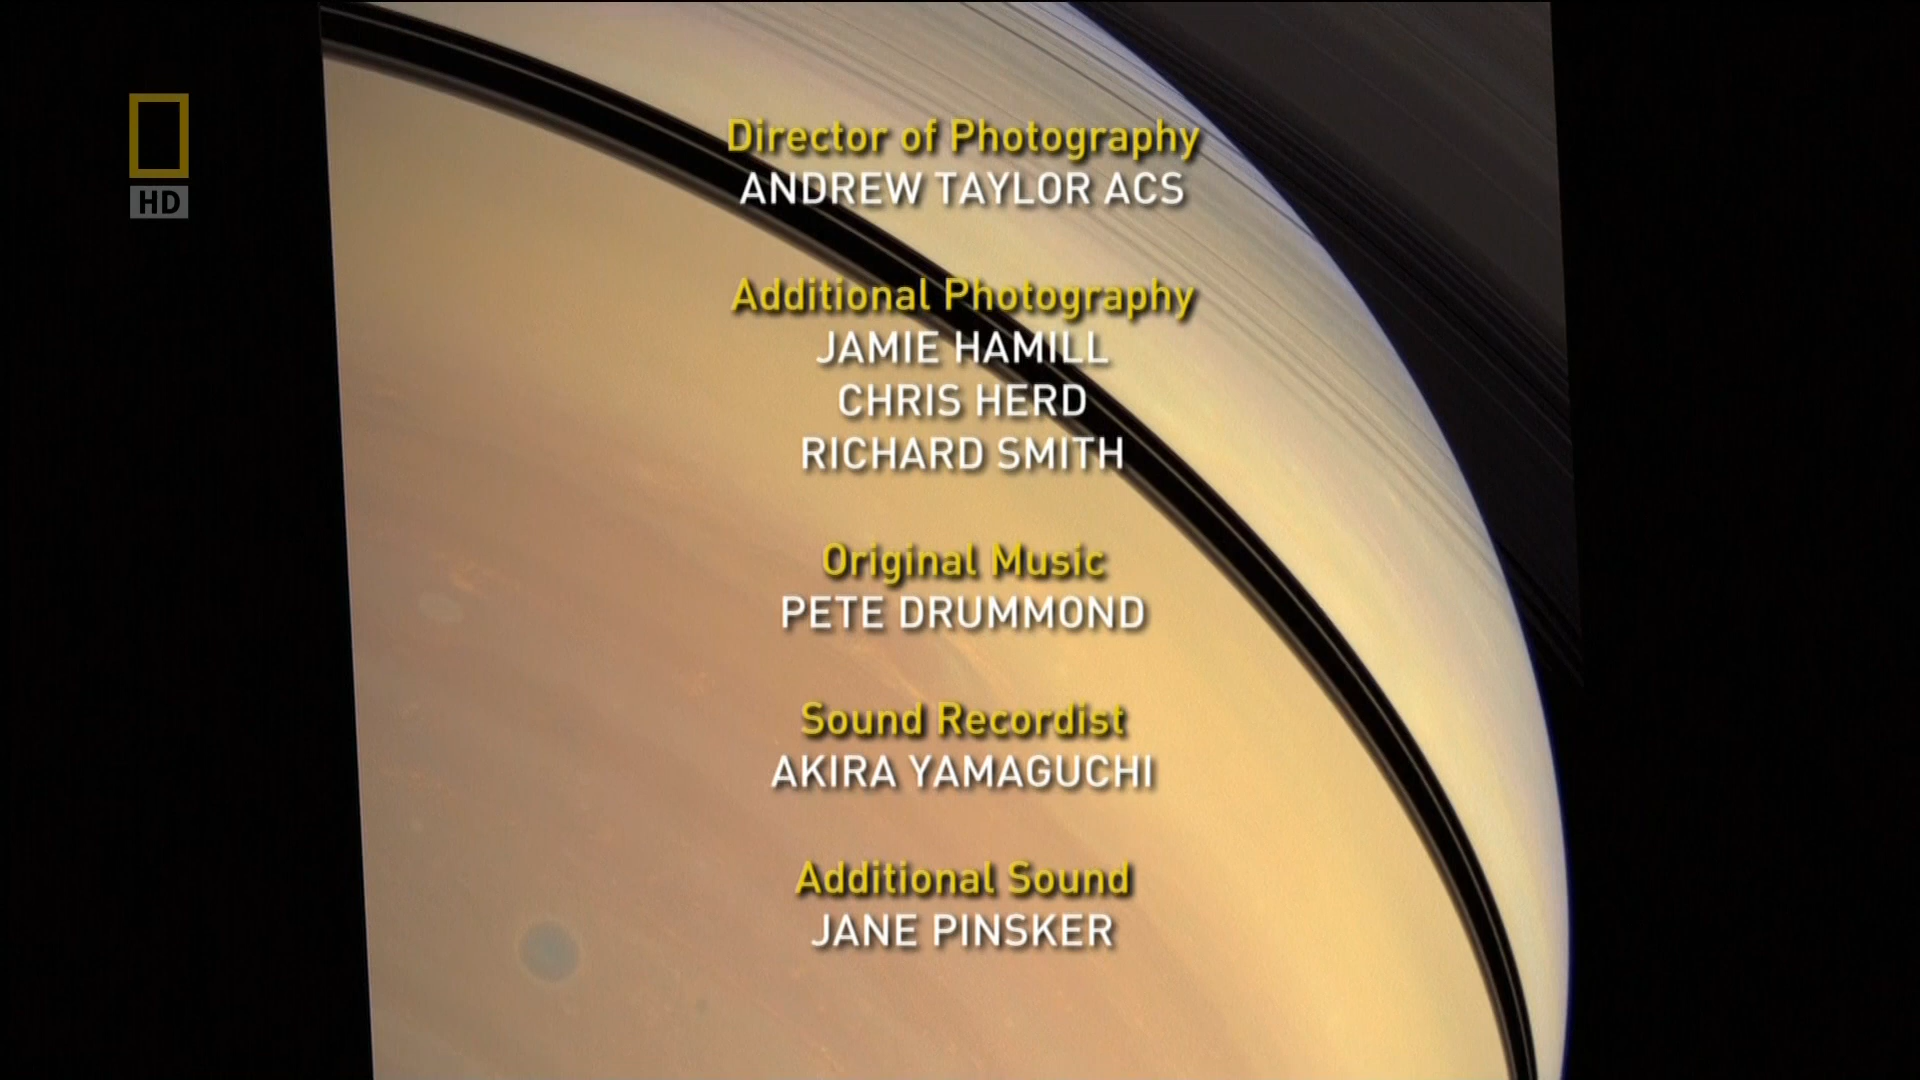 HD
Director of Photography
ANDREW TAYLOR ACS
Additional Photography
JAMIE HAMILL
CHRIS HERD
RICHARD SMITH
Original Music
PETE DRUMMOND
Sound Recordist
AKIRA YAMAGUCHI
Additional Sound
JANE PINSKER